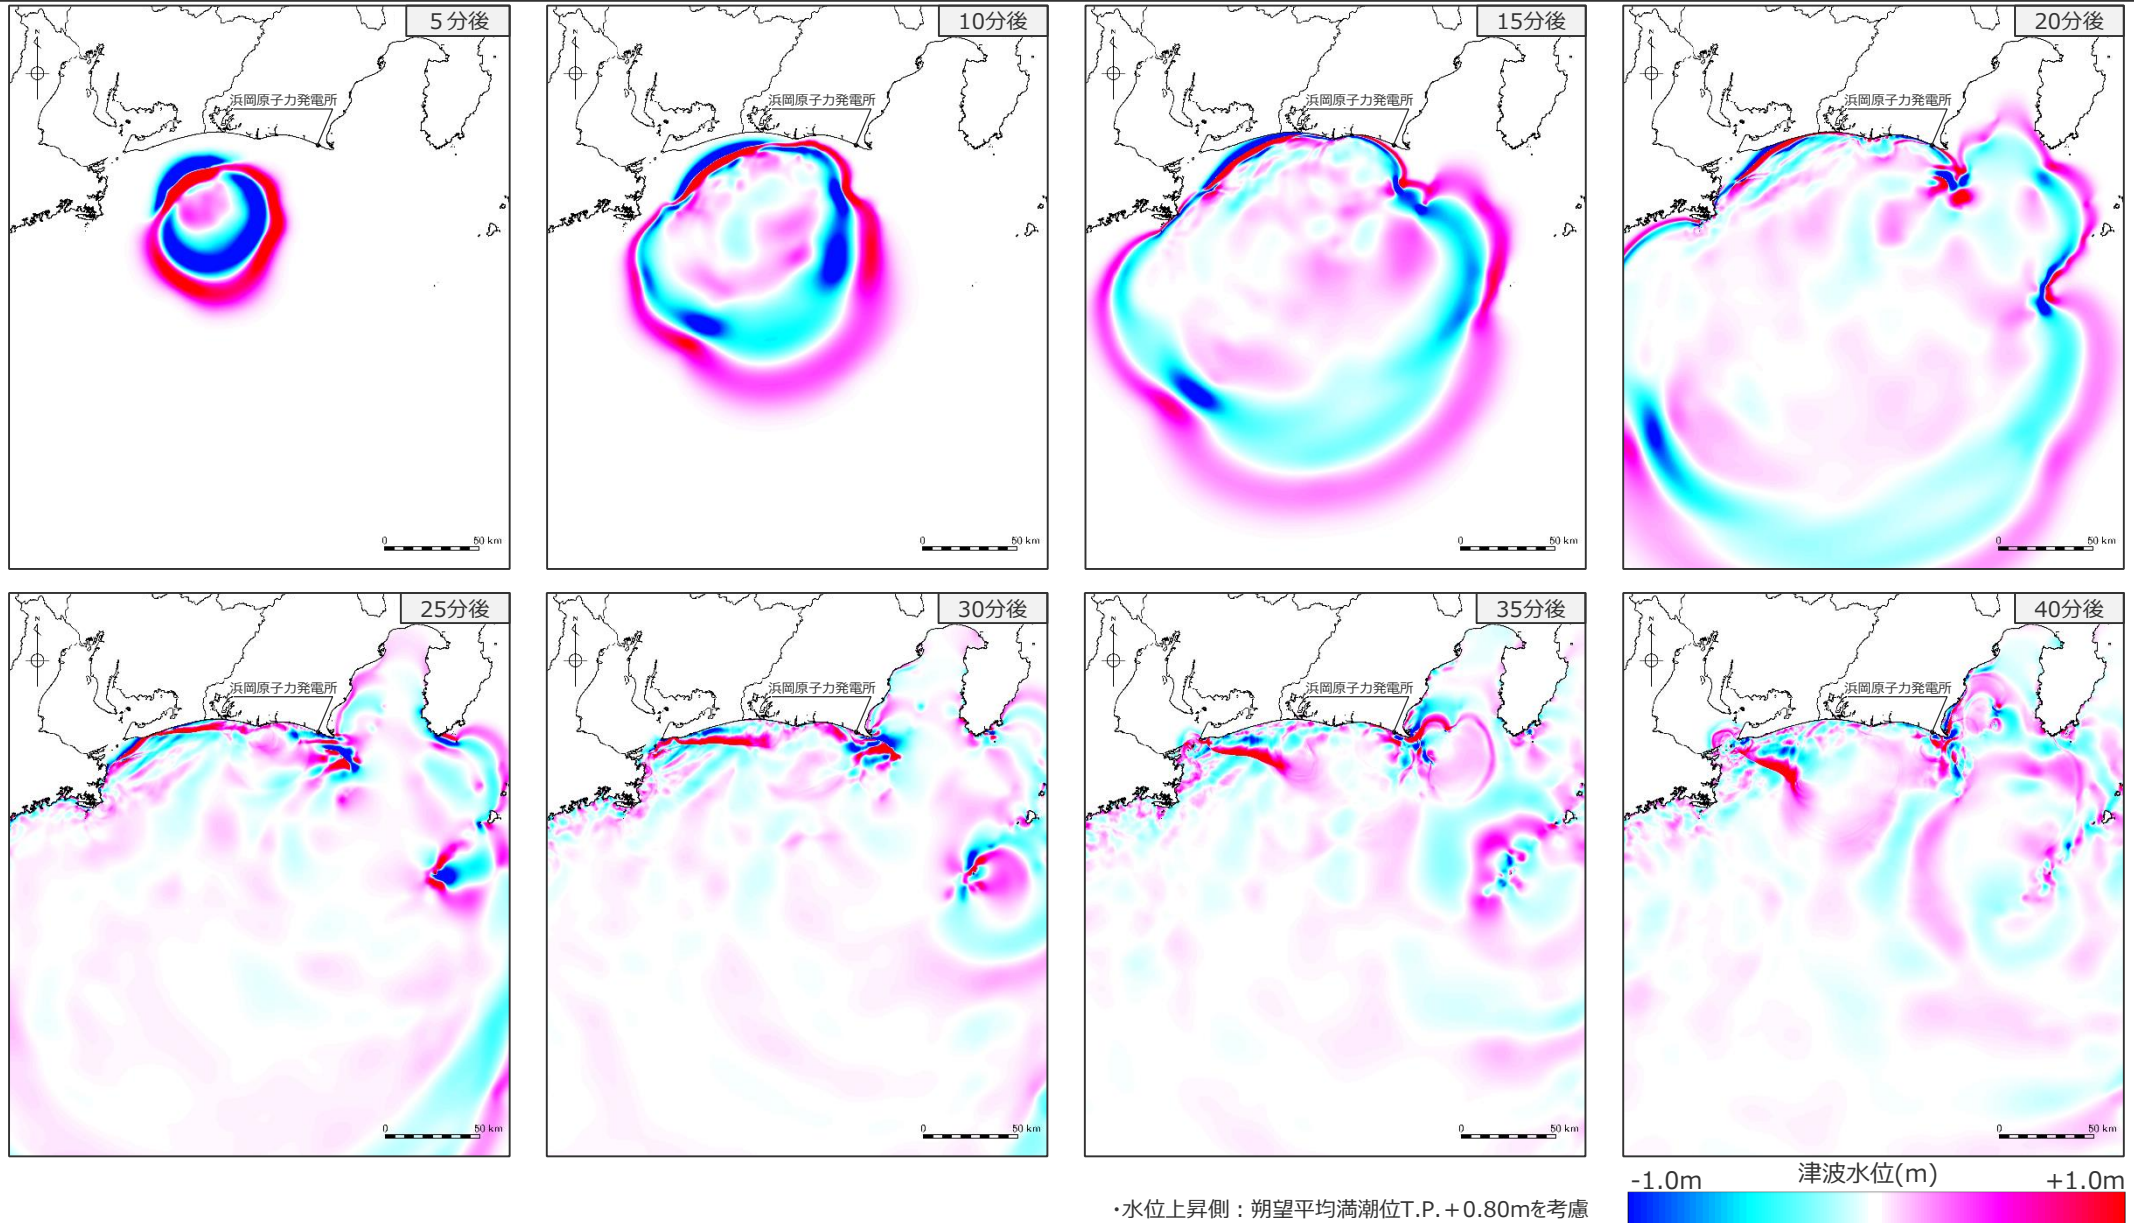 5分後
10分後
15分後
20分後
N
N
N
N
浜岡原子力発電所
浜岡原子力発電所
浜岡原子力発電所
浜岡原子力発電所
0 50 km
0 50 km
0 50 km
0 50 km
25分後
30分後
35分後
40分後
N
N
N
N
浜岡原子力発電所
浜岡原子力発電所
浜岡原子力発電所
浜岡原子力発電所
0 50 km
0 50 km
0 50 km
0 50 km
-1.0m 津波水位(m) +1.0m
・水位上昇側：朔望平均満潮位T.P.＋0.80mを考慮